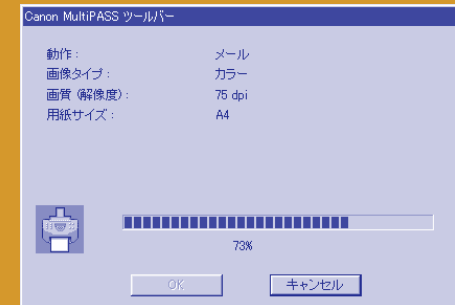 Canon MultiPASS ツールバー
動作： メール
画像タイプ： カラー
画質 (解像度)： 75 dpi
用紙サイズ： A4
73%
OK キャンセル